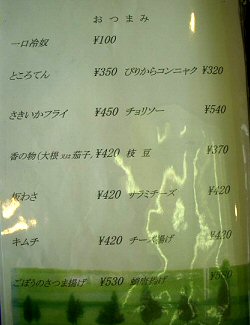 おつまみ
一口冷奴 ¥100
ところてん ¥350 ぴりからコンニャク ¥320
さきいかフライ ¥450 チョリソー ¥540
香の物(大根又は茄子) ¥420 枝豆 ¥370
板わさ ¥420 サラミチーズ ¥420
キムチ ¥420 チーズ揚げ ¥420
ごぼうのさつま揚げ ¥530 揚げ